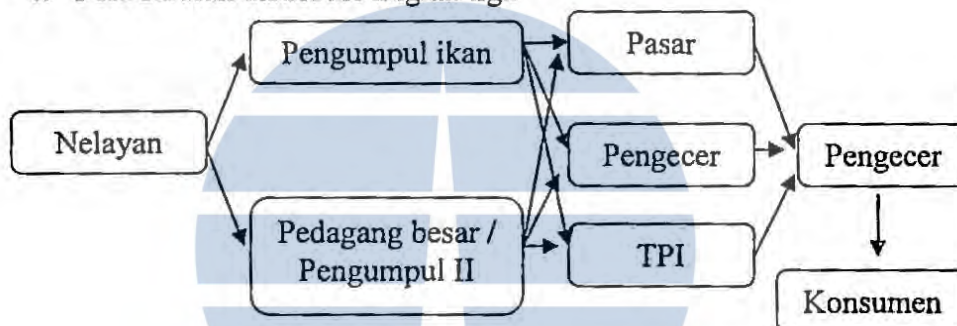 Pengumpul ikan
Pasar
Nelayan
Pengecer
Pengecer
Pedagang besar /
Pengumpul II
TPI
Konsumen